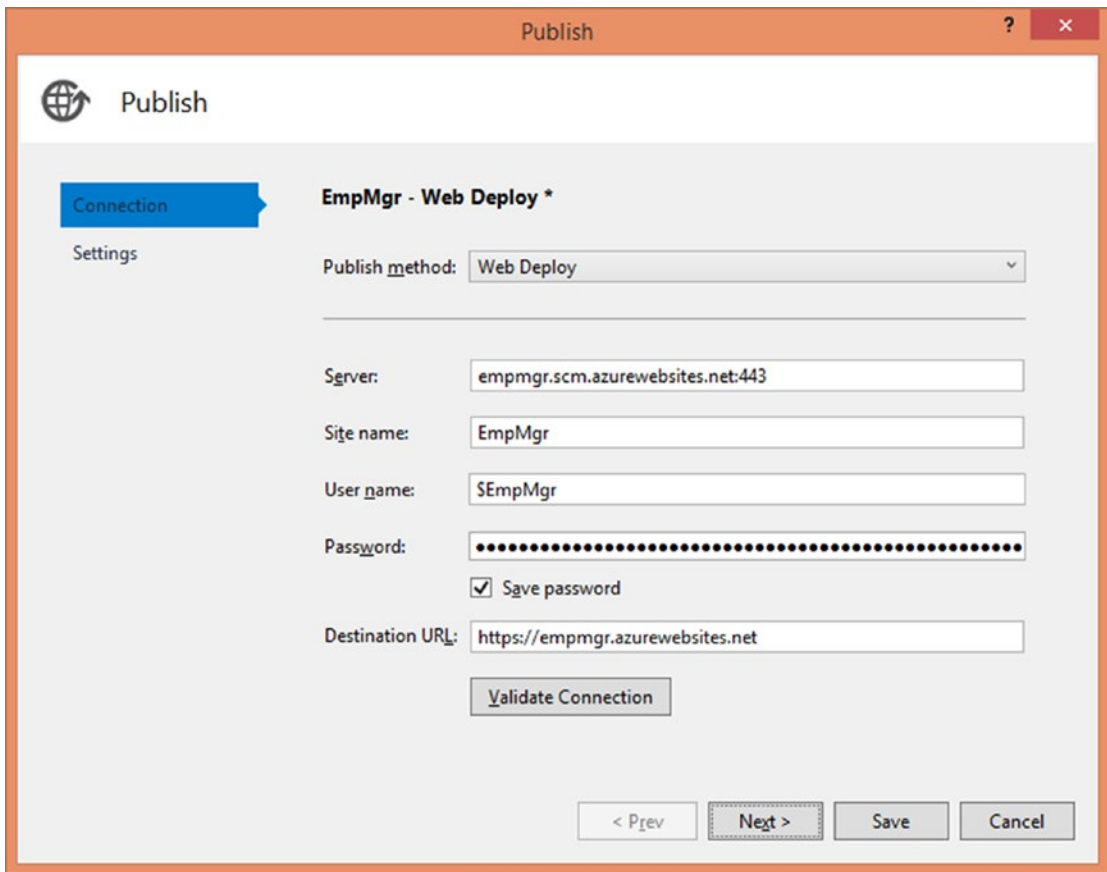 Publish
?
Publish
Connection
Settings
EmpMgr - Web Deploy *
Publish method: Web Deploy
Server: empmgr.scm.azurewebsites.net:443
Site name: EmpMgr
User name: $EmpMgr
Password: ●●●●●●●●●●●●●●●●●●●●●●●●●●●●●●●●●●●●●●●●●●●●●●●●●●●
Save password
Destination URL: https://empmgr.azurewebsites.net
Validate Connection
< Prev Next > Save Cancel